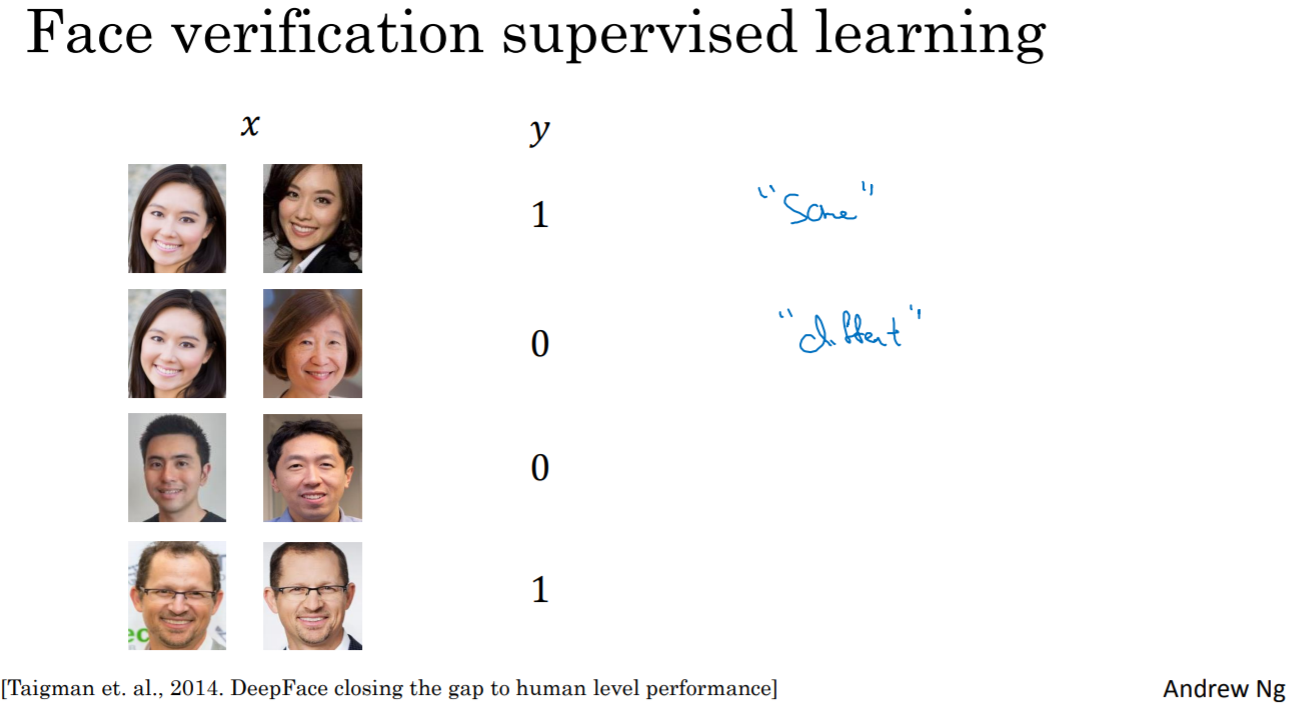 Face verification supervised learning
x y
1 "Same"
0 "different"
0
ec
1
[Taigman et. al., 2014. DeepFace closing the gap to human level performance] Andrew Ng